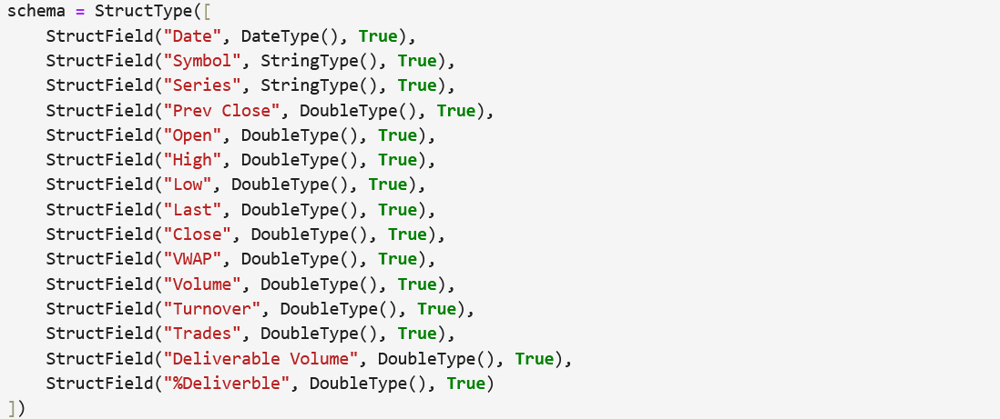 schema = StructType([
    StructField("Date", DateType(), True),
    StructField("Symbol", StringType(), True),
    StructField("Series", StringType(), True),
    StructField("Prev Close", DoubleType(), True),
    StructField("Open", DoubleType(), True),
    StructField("High", DoubleType(), True),
    StructField("Low", DoubleType(), True),
    StructField("Last", DoubleType(), True),
    StructField("Close", DoubleType(), True),
    StructField("VWAP", DoubleType(), True),
    StructField("Volume", DoubleType(), True),
    StructField("Turnover", DoubleType(), True),
    StructField("Trades", DoubleType(), True),
    StructField("Deliverable Volume", DoubleType(), True),
    StructField("%Deliverble", DoubleType(), True)
])